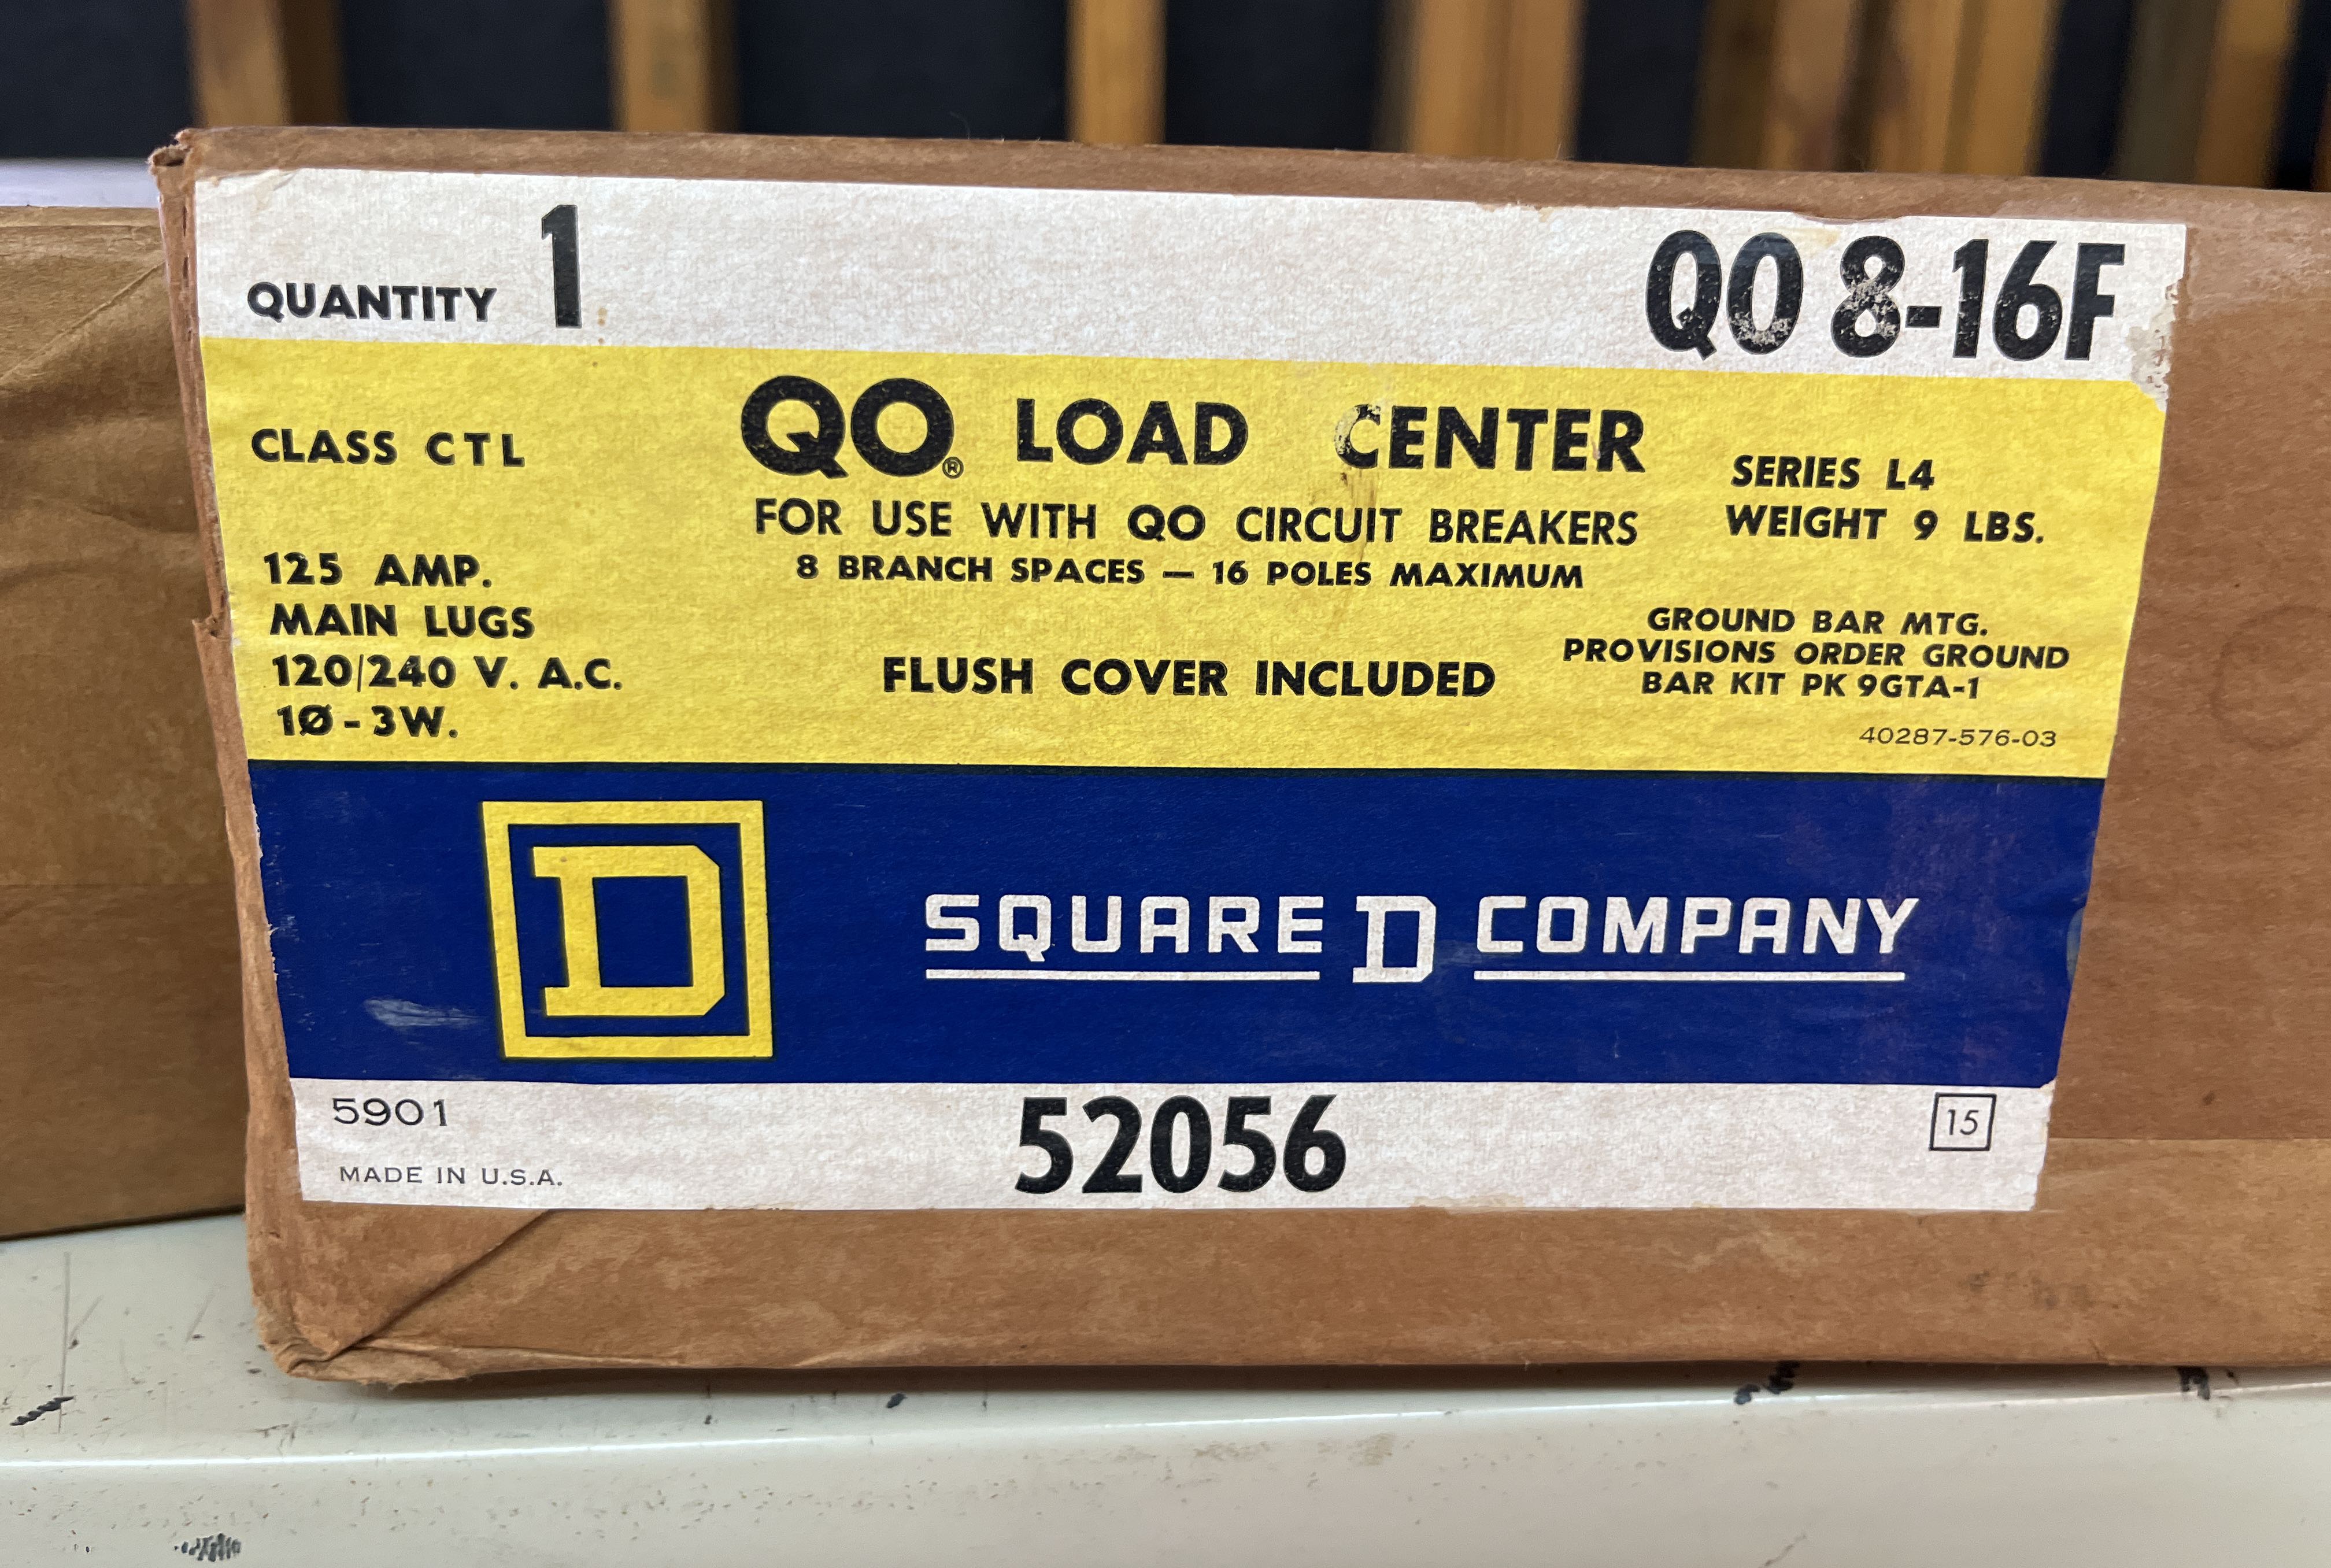 QUANTITY 1
QO 8-16F
CLASS CTL
QO® LOAD CENTER
FOR USE WITH QO CIRCUIT BREAKERS
8 BRANCH SPACES — 16 POLES MAXIMUM
SERIES L4
WEIGHT 9 LBS.
125 AMP.
MAIN LUGS
120/240 V. A.C.
1Ø-3W.
FLUSH COVER INCLUDED
GROUND BAR MTG.
PROVISIONS ORDER GROUND
BAR KIT PK 9GTA-1
40287-576-03
D
SQUARE D COMPANY
5901
MADE IN U.S.A.
52056
15